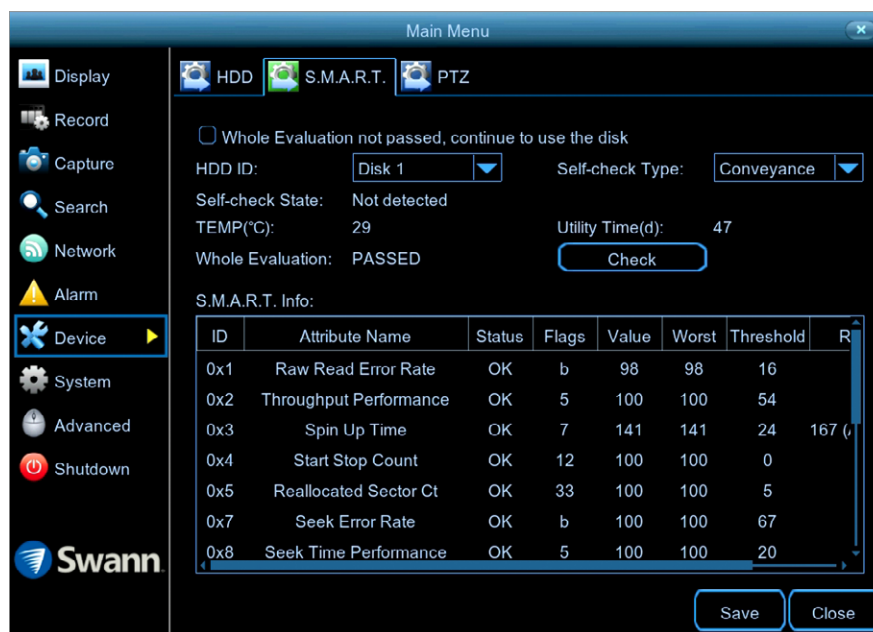 Main Menu
Display
Record
Capture
Search
Network
Alarm
Device
System
Advanced
Shutdown
Swann
HDD S.M.A.R.T. PTZ
Whole Evaluation not passed, continue to use the disk
HDD ID: Disk 1 Self-check Type: Conveyance
Self-check State: Not detected
TEMP(°C): 29 Utility Time(d): 47
Whole Evaluation: PASSED Check
S.M.A.R.T. Info:
ID Attribute Name Status Flags Value Worst Threshold R
0x1 Raw Read Error Rate OK b 98 98 16
0x2 Throughput Performance OK 5 100 100 54
0x3 Spin Up Time OK 7 141 141 24 167 (
0x4 Start Stop Count OK 12 100 100 0
0x5 Reallocated Sector Ct OK 33 100 100 5
0x7 Seek Error Rate OK b 100 100 67
0x8 Seek Time Performance OK 5 100 100 20
Save Close